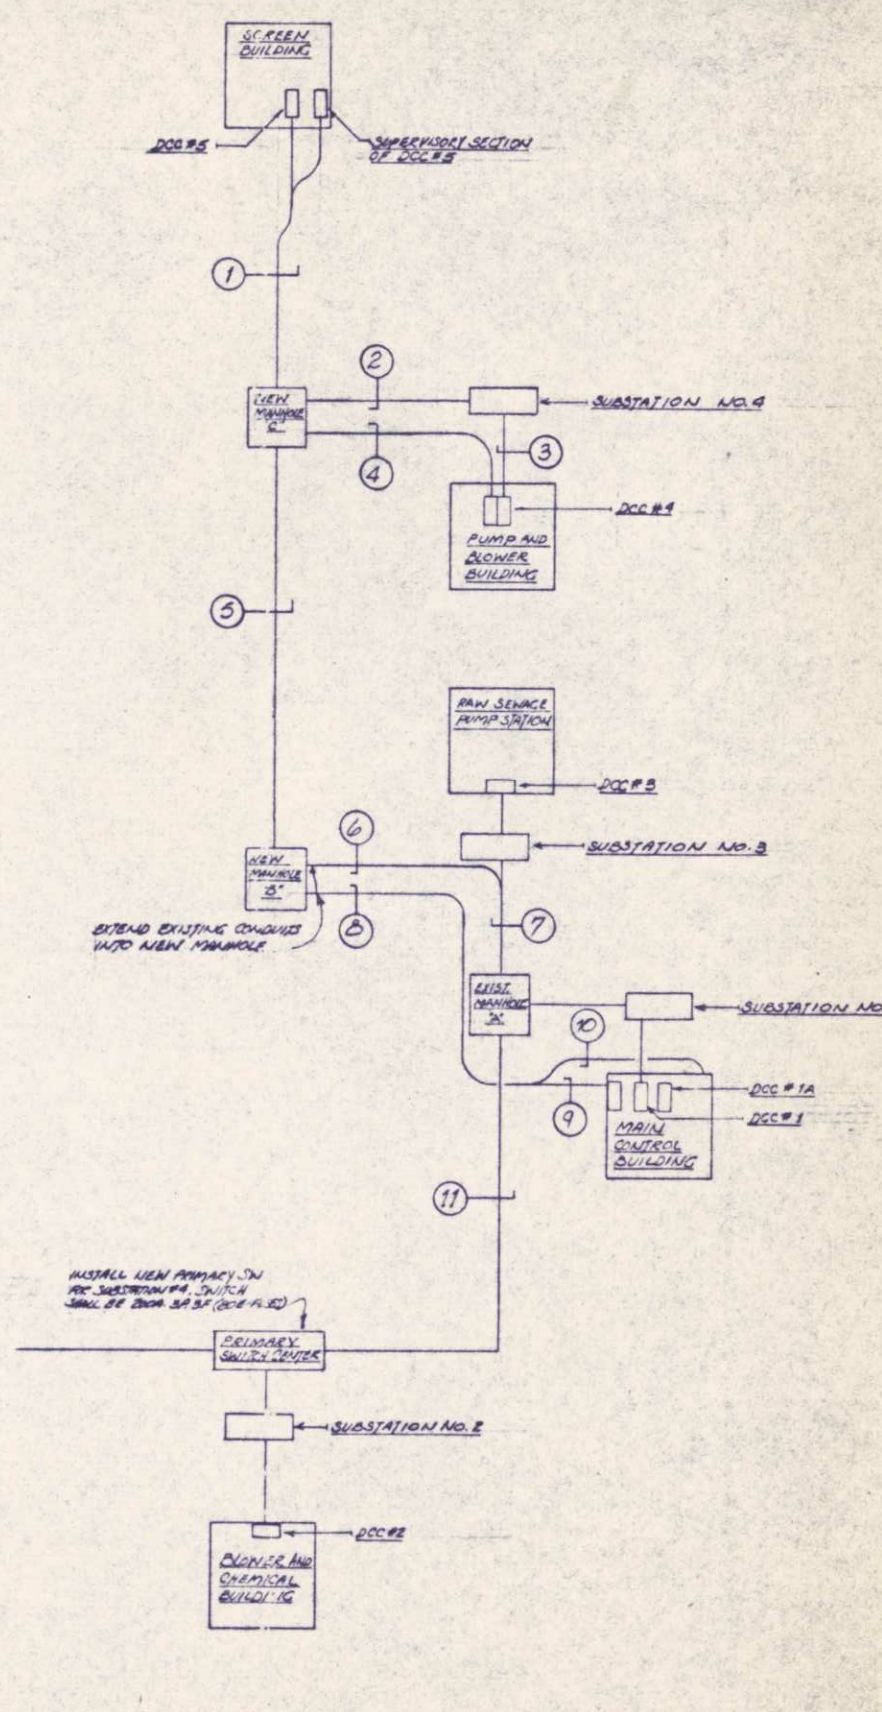 SCREEN
BUILDING
DCC #5
SUPERVISORY SECTION
OF DCC #5
1
2
NEW
MANHOLE
"C"
SUBSTATION NO. 4
4
3
DCC #4
PUMP AND
BLOWER
BUILDING
5
RAW SEWAGE
PUMP STATION
DCC #3
6
SUBSTATION NO. 3
NEW
MANHOLE
"B"
8
7
EXTEND EXISTING CONDUITS
INTO NEW MANHOLE
EXIST.
MANHOLE
"A"
SUBSTATION NO
10
DCC #1A
9
DCC #1
MAIN
CONTROL
BUILDING
11
INSTALL NEW PRIMARY SW
FOR SUBSTATION #4. SWITCH
SHALL BE 200A 3P 3F
PRIMARY
SWITCH CENTER
SUBSTATION NO. 2
DCC #2
BLOWER AND
CHEMICAL
BUILDING